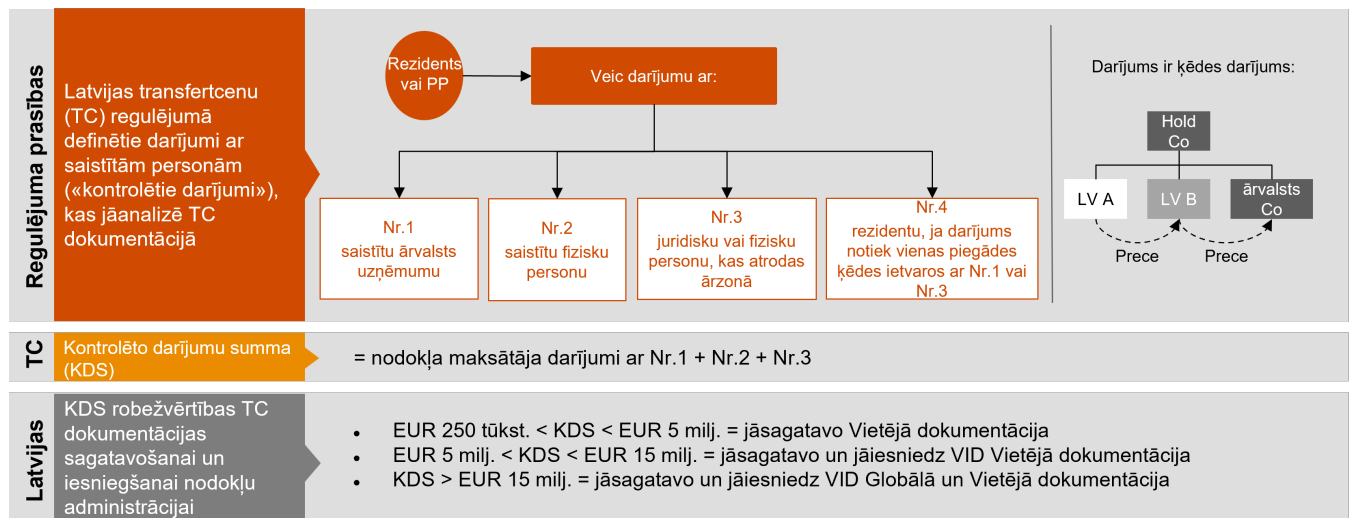 Regulējuma prasības
Latvijas transfertcenu
(TC) regulējumā
definētie darījumi ar
saistītām personām
(«kontrolētie darījumi»),
kas jāanalizē TC
dokumentācijā
Rezidents
vai PP
Veic darījumu ar:
Nr.1
saistītu ārvalsts
uzņēmumu
Nr.2
saistītu fizisku
personu
Nr.3
juridisku vai fizisku
personu, kas atrodas
ārzonā
Nr.4
rezidentu, ja darījums
notiek vienas piegādes
ķēdes ietvaros ar Nr.1 vai
Nr.3
Darījums ir ķēdes darījums:
Hold
Co
LV A
LV B
ārvalsts
Co
Prece
Prece
TC
Kontrolēto darījumu summa
(KDS)
= nodokļa maksātāja darījumi ar Nr.1 + Nr.2 + Nr.3
Latvijas
KDS robežvērtības TC
dokumentācijas
sagatavošanai un
iesniegšanai nodokļu
administrācijai
• EUR 250 tūkst. < KDS < EUR 5 milj. = jāsagatavo Vietējā dokumentācija
• EUR 5 milj. < KDS < EUR 15 milj. = jāsagatavo un jāiesniedz VID Vietējā dokumentācija
• KDS > EUR 15 milj. = jāsagatavo un jāiesniedz VID Globālā un Vietējā dokumentācija